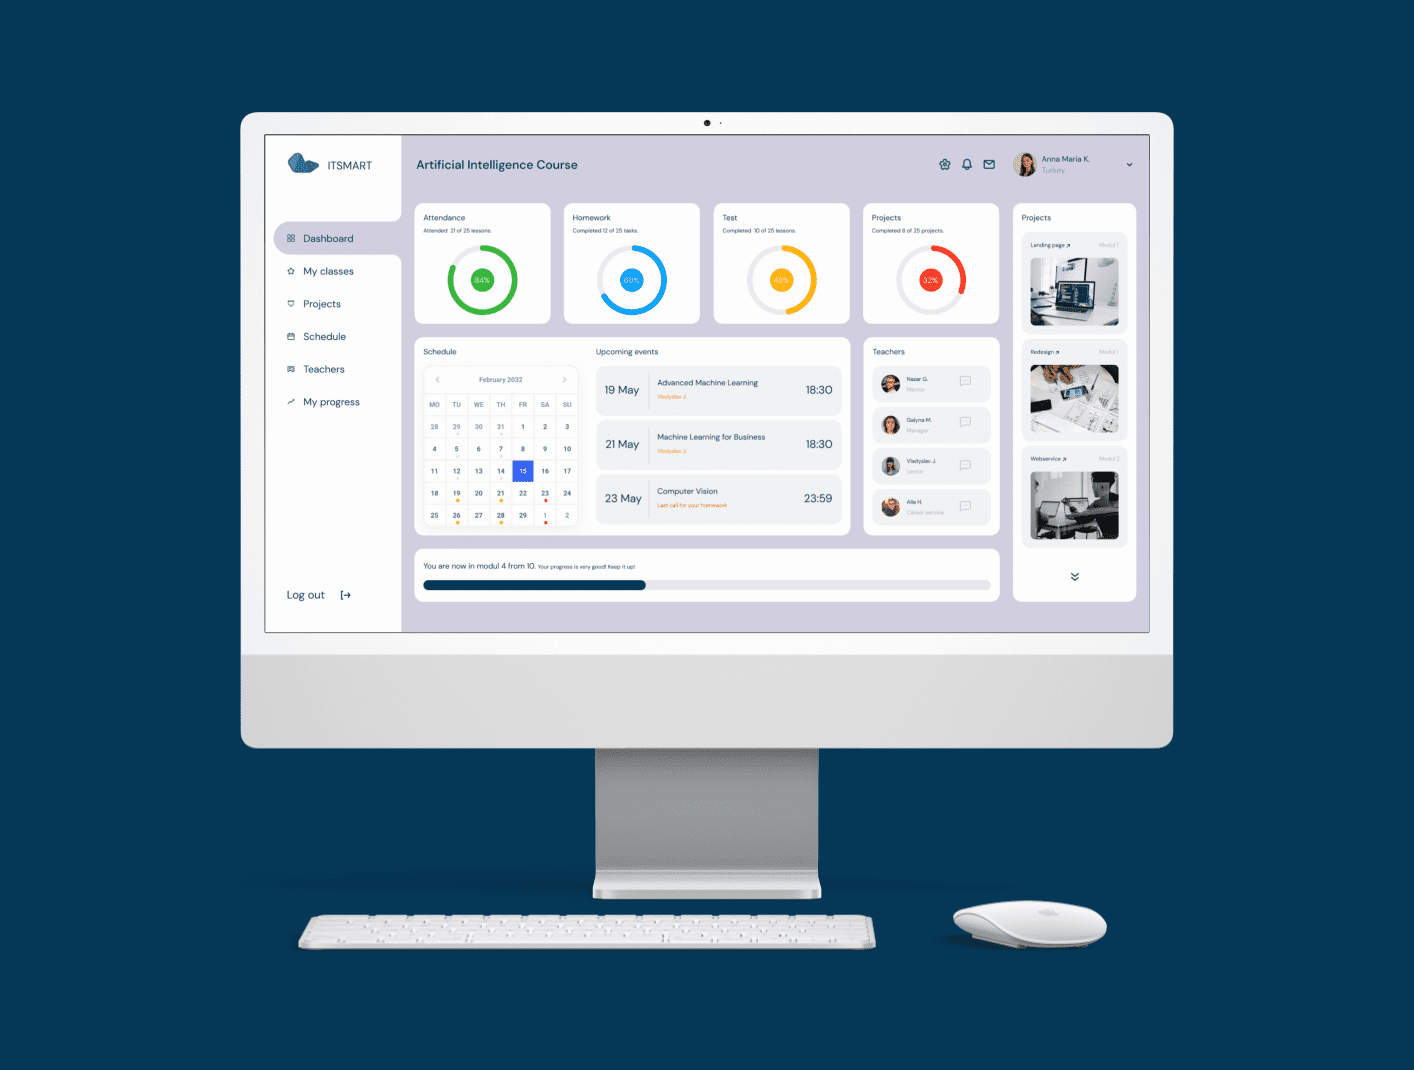 ITSMART
Artificial Intelligence Course
Anna Maria K.
Turkey
Dashboard
My classes
Projects
Schedule
Teachers
My progress
Log out
Attendance
Attended 21 of 25 lessons.
84%
Homework
Completed 12 of 25 tasks.
60%
Test
Completed 10 of 25 lessons.
40%
Projects
Completed 8 of 25 projects.
32%
Schedule
February 2032
MO TU WE TH FR SA SU
28 29 30 31 1 2 3
4 5 6 7 8 9 10
11 12 13 14 15 16 17
18 19 20 21 22 23 24
25 26 27 28 29 1 2
Upcoming events
19 May
Advanced Machine Learning
Vladyslav J.
18:30
21 May
Machine Learning for Business
Vladyslav J.
18:30
23 May
Computer Vision
Last call for your homework
23:59
Teachers
Nazar G.
Mentor
Galyna M.
Manager
Vladyslav J.
Lector
Alla H.
Career service
You are now in modul 4 from 10. Your progress is very good! Keep it up!
Projects
Landing page
Modul 1
Redesign
Modul 1
Webservice
Modul 2